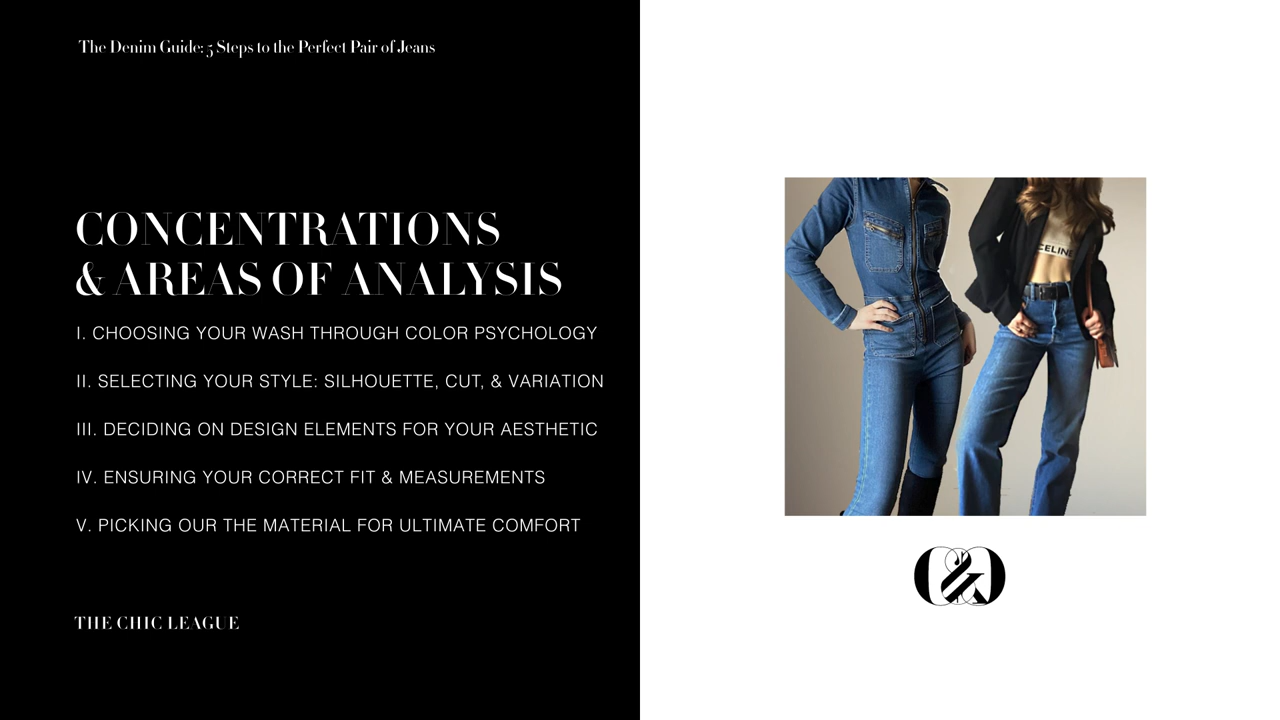 The Denim Guide: 5 Steps to the Perfect Pair of Jeans
CONCENTRATIONS
& AREAS OF ANALYSIS
I. CHOOSING YOUR WASH THROUGH COLOR PSYCHOLOGY
II. SELECTING YOUR STYLE: SILHOUETTE, CUT, & VARIATION
III. DECIDING ON DESIGN ELEMENTS FOR YOUR AESTHETIC
IV. ENSURING YOUR CORRECT FIT & MEASUREMENTS
V. PICKING OUR THE MATERIAL FOR ULTIMATE COMFORT
THE CHIC LEAGUE
CELINE
&